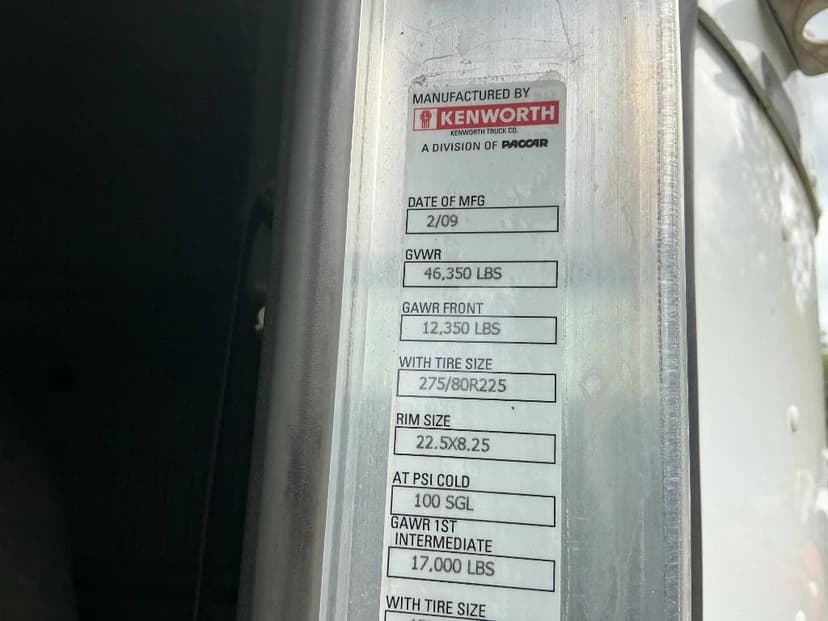 MANUFACTURED BY
KENWORTH
KENWORTH TRUCK CO.
A DIVISION OF PACCAR
DATE OF MFG
2/09
GVWR
46,350 LBS
GAWR FRONT
12,350 LBS
WITH TIRE SIZE
275/80R225
RIM SIZE
22.5X8.25
AT PSI COLD
100 SGL
GAWR 1ST
INTERMEDIATE
17,000 LBS
WITH TIRE SIZE